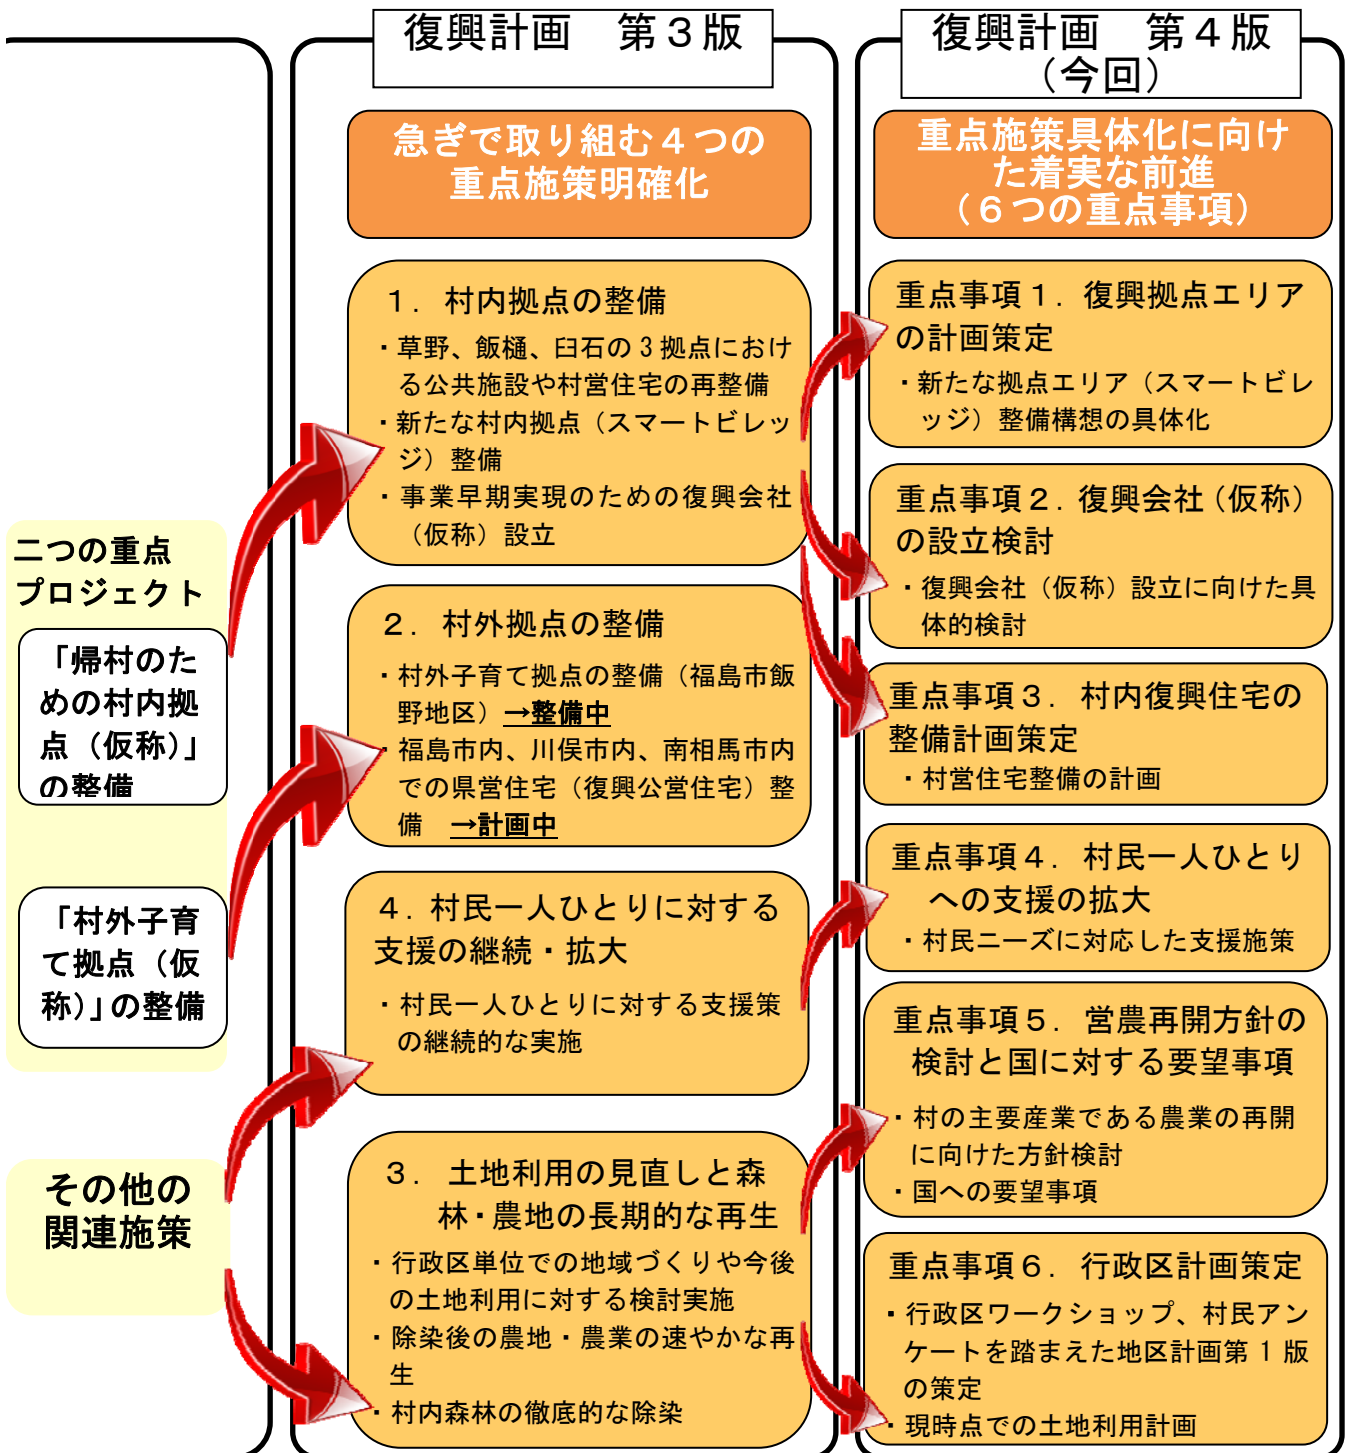 二つの重点
プロジェクト
「帰村のた
めの村内拠
点（仮称）」
の整備
「村外子育
て拠点（仮
称）」の整備
その他の
関連施策
復興計画　第３版
急ぎで取り組む４つの
重点施策明確化
１．村内拠点の整備
・草野、飯樋、臼石の3拠点におけ
る公共施設や村営住宅の再整備
・新たな村内拠点（スマートビレッ
ジ）整備
・事業早期実現のための復興会社
（仮称）設立
２．村外拠点の整備
・村外子育て拠点の整備（福島市飯
野地区）→整備中
・福島市内、川俣市内、南相馬市内
での県営住宅（復興公営住宅）整
備　→計画中
４．村民一人ひとりに対する
支援の継続・拡大
・村民一人ひとりに対する支援策
の継続的な実施
３．土地利用の見直しと森
林・農地の長期的な再生
・行政区単位での地域づくりや今後
の土地利用に対する検討実施
・除染後の農地・農業の速やかな再
生
・村内森林の徹底的な除染
復興計画　第４版
（今回）
重点施策具体化に向け
た着実な前進
（６つの重点事項）
重点事項１．復興拠点エリア
の計画策定
・新たな拠点エリア（スマートビレ
ッジ）整備構想の具体化
重点事項２．復興会社（仮称）
の設立検討
・復興会社（仮称）設立に向けた具
体的検討
重点事項３．村内復興住宅の
整備計画策定
・村営住宅整備の計画
重点事項４．村民一人ひとり
への支援の拡大
・村民ニーズに対応した支援施策
重点事項５．営農再開方針の
検討と国に対する要望事項
・村の主要産業である農業の再開
に向けた方針検討
・国への要望事項
重点事項６．行政区計画策定
・行政区ワークショップ、村民アン
ケートを踏まえた地区計画第1版
の策定
・現時点での土地利用計画